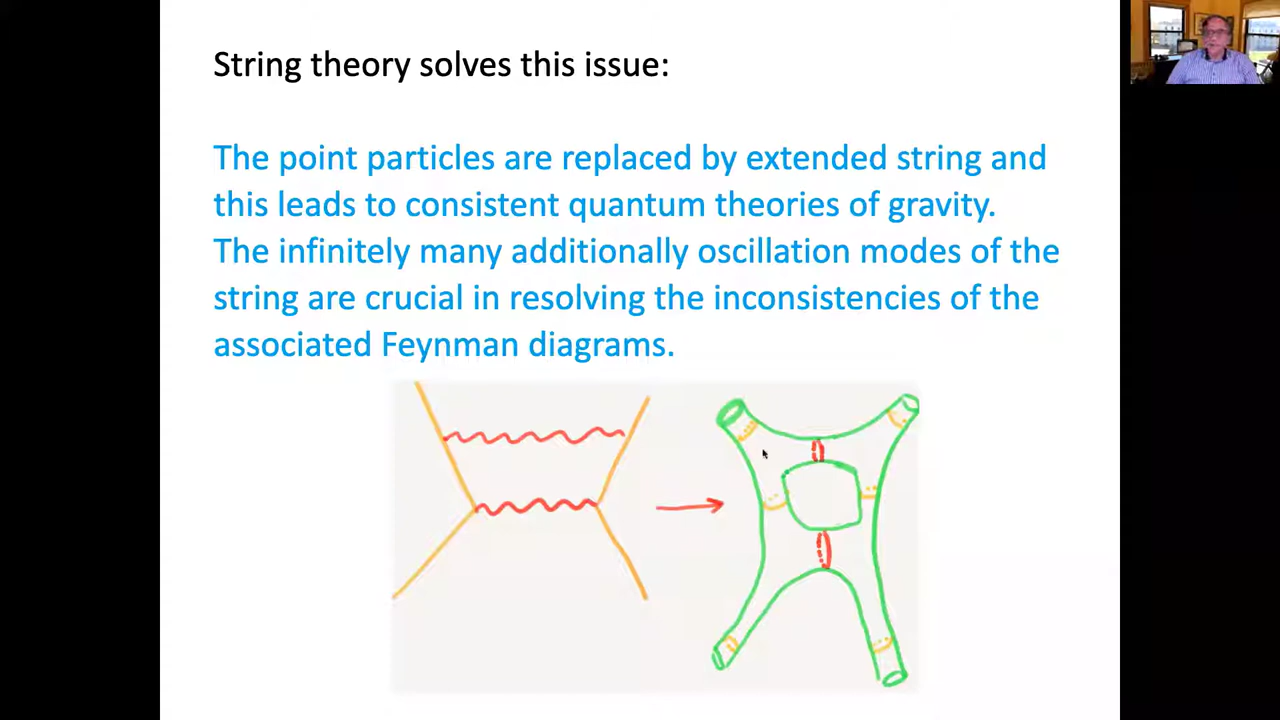 String theory solves this issue:
The point particles are replaced by extended string and
this leads to consistent quantum theories of gravity.
The infinitely many additionally oscillation modes of the
string are crucial in resolving the inconsistencies of the
associated Feynman diagrams.